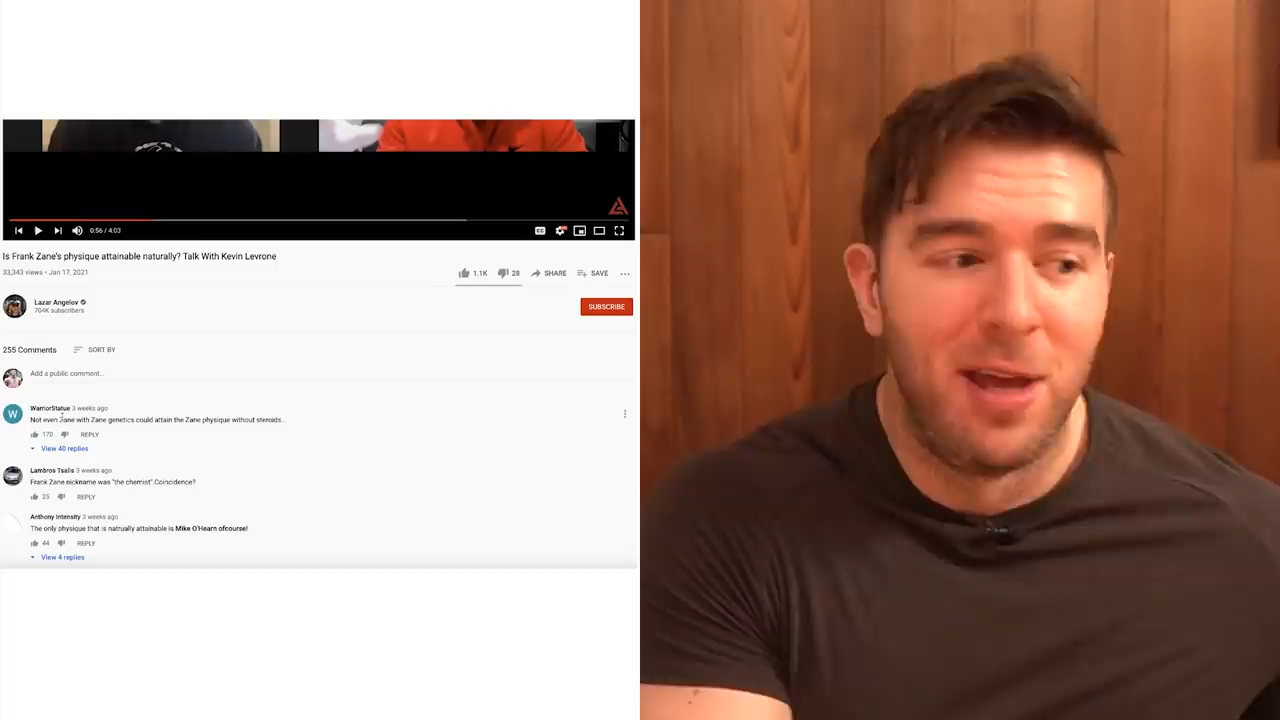 0:56 / 4:03
Is Frank Zane's physique attainable naturally? Talk With Kevin Levrone
33,343 views • Jan 17, 2021
1.1K 28 SHARE SAVE
Lazar Angelov
704K subscribers
SUBSCRIBE
255 Comments SORT BY
Add a public comment...
W
WarriorStatue 3 weeks ago
Not even Zane with Zane genetics could attain the Zane physique without steroids...
170 REPLY
View 40 replies
Lambros Tsalis 3 weeks ago
Frank Zane nickname was "the chemist".Coincidence?
25 REPLY
Anthony Intensity 3 weeks ago
The only physique that is natrually attainable is Mike O'Hearn ofcourse!
44 REPLY
View 4 replies